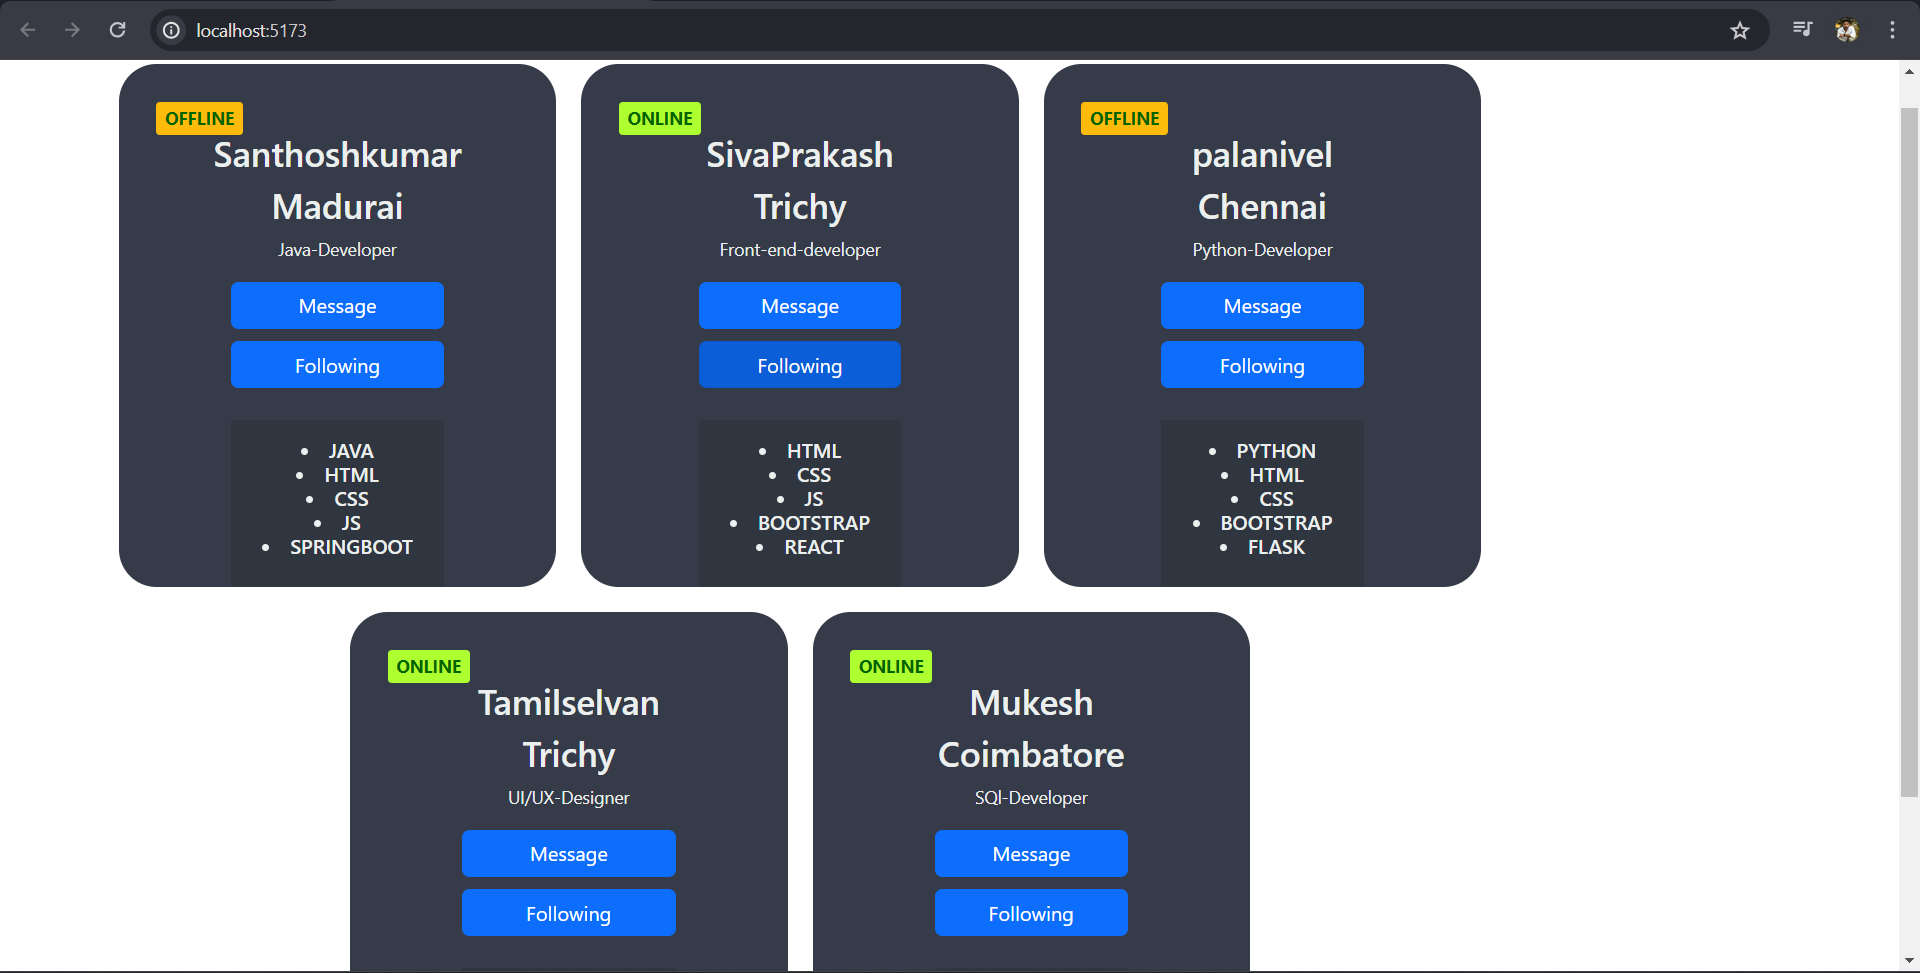 localhost:5173
OFFLINE
Santhoshkumar
Madurai
Java-Developer
Message
Following
JAVA
HTML
CSS
JS
SPRINGBOOT
ONLINE
SivaPrakash
Trichy
Front-end-developer
Message
Following
HTML
CSS
JS
BOOTSTRAP
REACT
OFFLINE
palanivel
Chennai
Python-Developer
Message
Following
PYTHON
HTML
CSS
BOOTSTRAP
FLASK
ONLINE
Tamilselvan
Trichy
UI/UX-Designer
Message
Following
ONLINE
Mukesh
Coimbatore
SQl-Developer
Message
Following